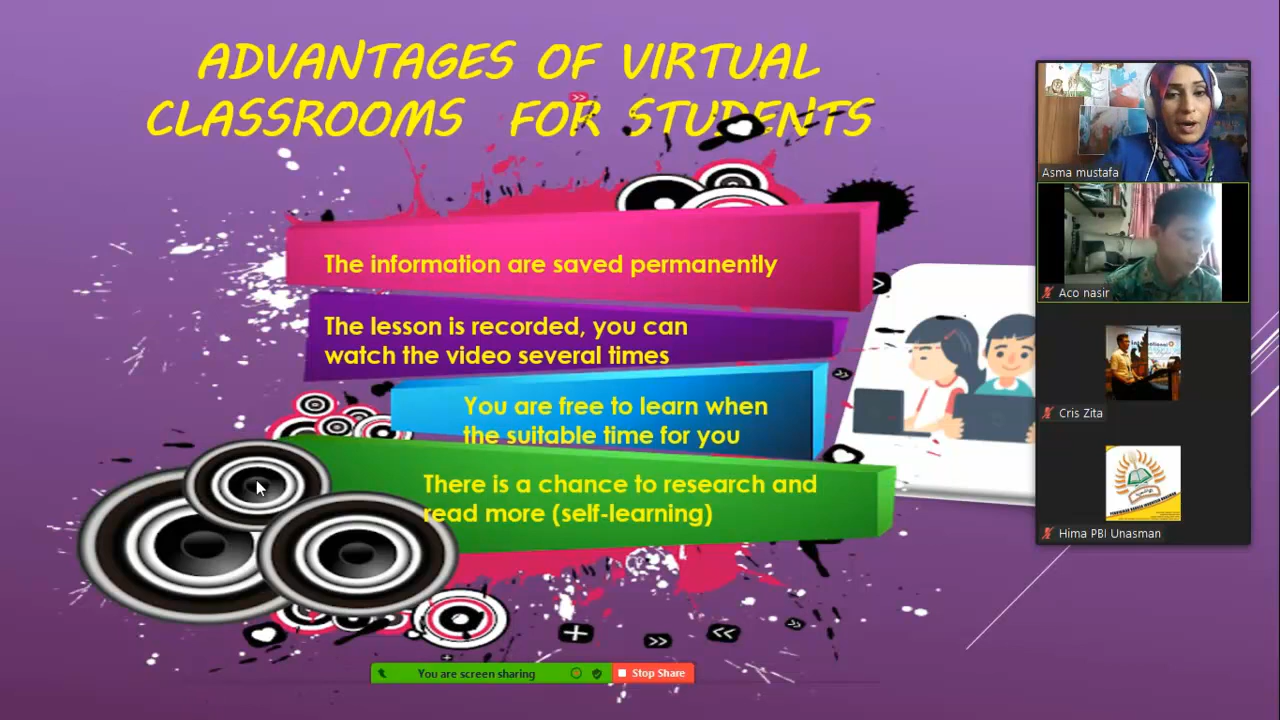 ADVANTAGES OF VIRTUAL
CLASSROOMS FOR STUDENTS
The information are saved permanently
The lesson is recorded, you can
watch the video several times
You are free to learn when
the suitable time for you
There is a chance to research and
read more (self-learning)
You are screen sharing
Stop Share
Asma mustafa
Aco nasir
Cris Zita
Hima PBI Unasman